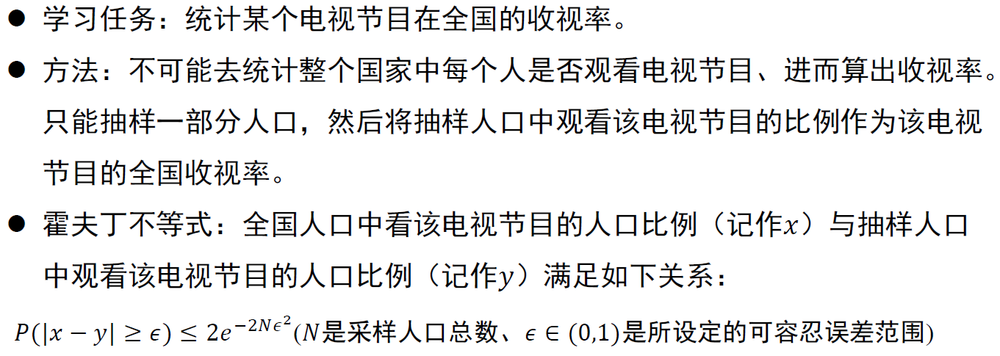 ● 学习任务：统计某个电视节目在全国的收视率。
● 方法：不可能去统计整个国家中每个人是否观看电视节目、进而算出收视率。
只能抽样一部分人口，然后将抽样人口中观看该电视节目的比例作为该电视
节目的全国收视率。
● 霍夫丁不等式：全国人口中看该电视节目的人口比例（记作𝑥）与抽样人口
中观看该电视节目的人口比例（记作𝑦）满足如下关系：
𝑃(|𝑥 − 𝑦| ≥ 𝜖) ≤ 2𝑒^{−2𝑁𝜖^2}(𝑁是采样人口总数、𝜖 ∈ (0,1)是所设定的可容忍误差范围)